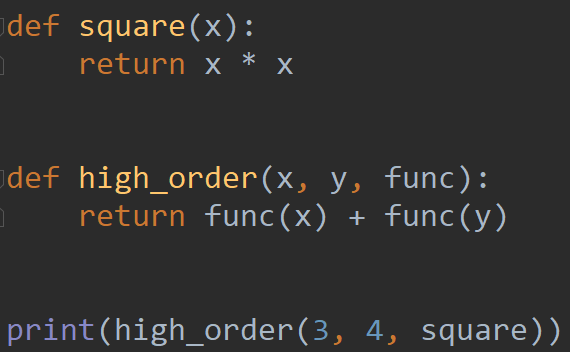 def square(x):
    return x * x
def high_order(x, y, func):
    return func(x) + func(y)
print(high_order(3, 4, square))